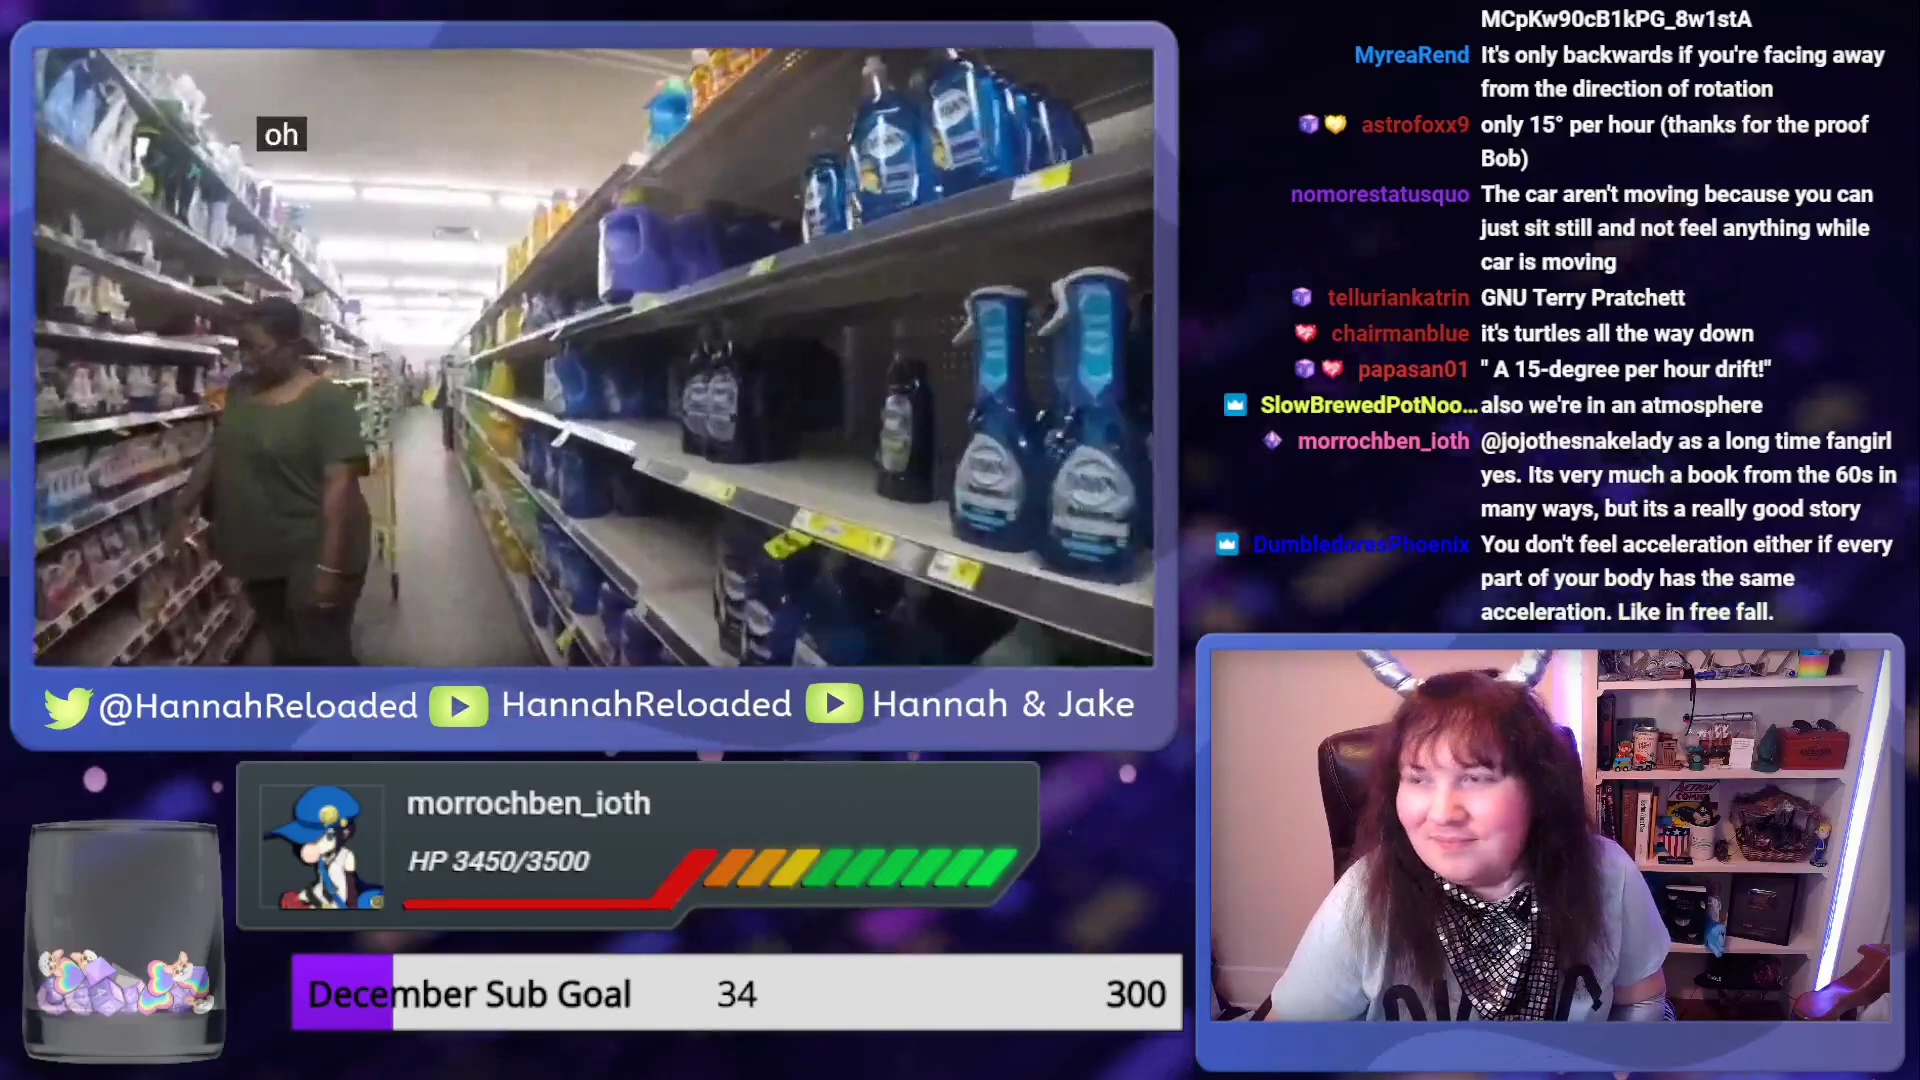 oh
@HannahReloaded HannahReloaded Hannah & Jake
morrochben_ioth
HP 3450/3500
December Sub Goal 34 300
MCpKw90cB1kPG_8w1stA
MyreaRend It's only backwards if you're facing away
from the direction of rotation
astrofoxx9 only 15° per hour (thanks for the proof
Bob)
nomorestatusquo The car aren't moving because you can
just sit still and not feel anything while
car is moving
telluriankatrin GNU Terry Pratchett
chairmanblue it's turtles all the way down
papasan01 " A 15-degree per hour drift!"
SlowBrewedPotNoo... also we're in an atmosphere
morrochben_ioth @jojothesnakelady as a long time fangirl
yes. Its very much a book from the 60s in
many ways, but its a really good story
DumbledoresPhoenix You don't feel acceleration either if every
part of your body has the same
acceleration. Like in free fall.
ACTION
COMICS